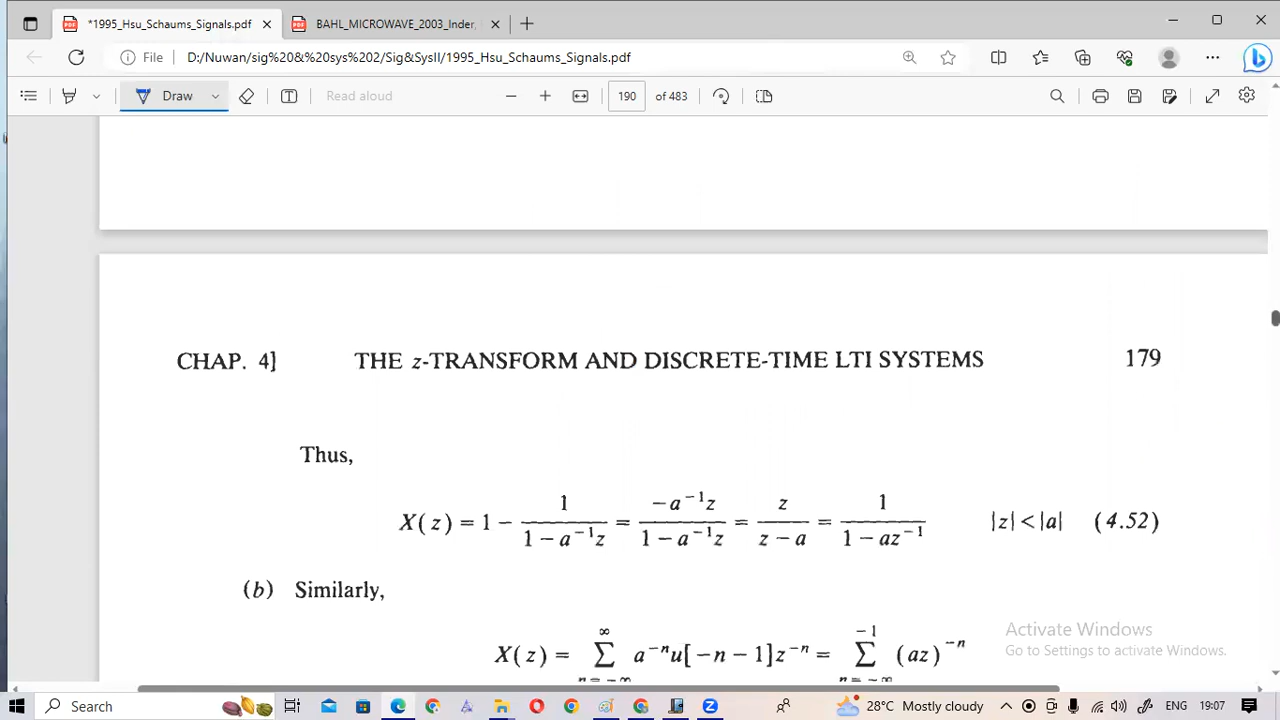 *1995_Hsu_Schaums_Signals.pdf
BAHL_MICROWAVE_2003_Inder,
File
D:/Nuwan/sig%20&%20sys%202/Sig&SysII/1995_Hsu_Schaums_Signals.pdf
Draw
Read aloud
190 of 483
CHAP. 4] THE z-TRANSFORM AND DISCRETE-TIME LTI SYSTEMS 179
Thus,
X(z) = 1 - 1/(1 - a⁻¹z) = -a⁻¹z/(1 - a⁻¹z) = z/(z - a) = 1/(1 - az⁻¹) |z| < |a| (4.52)
(b) Similarly,
X(z) = ∞ Σ n=-∞ a⁻ⁿu[-n - 1]z⁻ⁿ = -1 Σ n=-∞ (az)⁻ⁿ
Activate Windows
Go to Settings to activate Windows.
Search
28°C Mostly cloudy
ENG
19:07